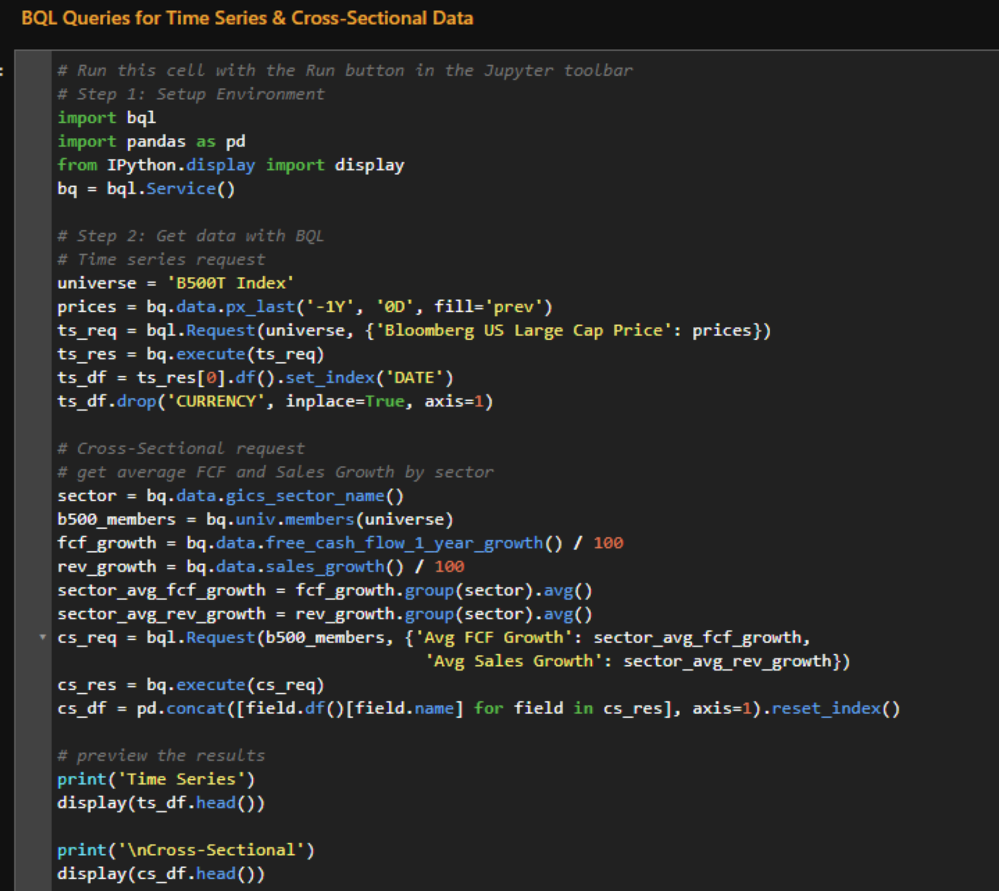 BQL Queries for Time Series & Cross-Sectional Data
:
# Run this cell with the Run button in the Jupyter toolbar
# Step 1: Setup Environment
import bql
import pandas as pd
from IPython.display import display
bq = bql.Service()
# Step 2: Get data with BQL
# Time series request
universe = 'B500T Index'
prices = bq.data.px_last('-1Y', '0D', fill='prev')
ts_req = bql.Request(universe, {'Bloomberg US Large Cap Price': prices})
ts_res = bq.execute(ts_req)
ts_df = ts_res[0].df().set_index('DATE')
ts_df.drop('CURRENCY', inplace=True, axis=1)
# Cross-Sectional request
# get average FCF and Sales Growth by sector
sector = bq.data.gics_sector_name()
b500_members = bq.univ.members(universe)
fcf_growth = bq.data.free_cash_flow_1_year_growth() / 100
rev_growth = bq.data.sales_growth() / 100
sector_avg_fcf_growth = fcf_growth.group(sector).avg()
sector_avg_rev_growth = rev_growth.group(sector).avg()
cs_req = bql.Request(b500_members, {'Avg FCF Growth': sector_avg_fcf_growth,
'Avg Sales Growth': sector_avg_rev_growth})
cs_res = bq.execute(cs_req)
cs_df = pd.concat([field.df()[field.name] for field in cs_res], axis=1).reset_index()
# preview the results
print('Time Series')
display(ts_df.head())
print('\nCross-Sectional')
display(cs_df.head())